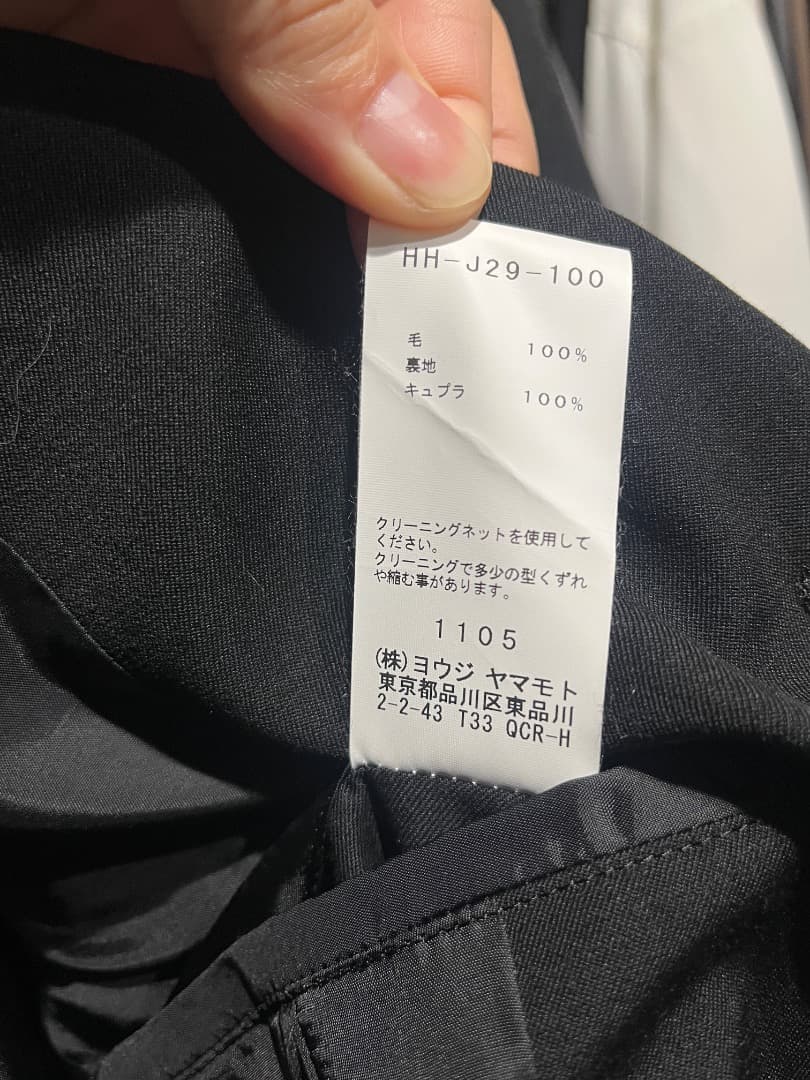 HH-J29-100
毛 100%
裏地
キュプラ 100%
クリーニングネットを使用して
ください。
クリーニングで多少の型くずれ
や縮む事があります。
1105
(株)ヨウジ ヤマモト
東京都品川区東品川
2-2-43 T33 QCR-H